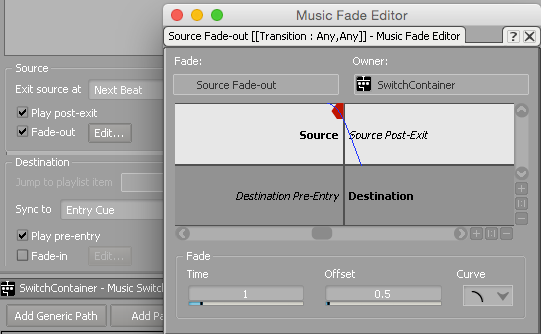 Music Fade Editor
Source Fade-out [[Transition : Any,Any]] - Music Fade Editor
?
Fade:
Owner:
Source Fade-out
SwitchContainer
Source
Source Post-Exit
Destination Pre-Entry
Destination
Fade
Time
Offset
Curve
1
0.5
Source
Exit source at
Next Beat
Play post-exit
Fade-out
Edit...
Destination
Jump to playlist item
Sync to
Entry Cue
Play pre-entry
Fade-in
Edit...
SwitchContainer - Music Switc
Add Generic Path
Add Pa